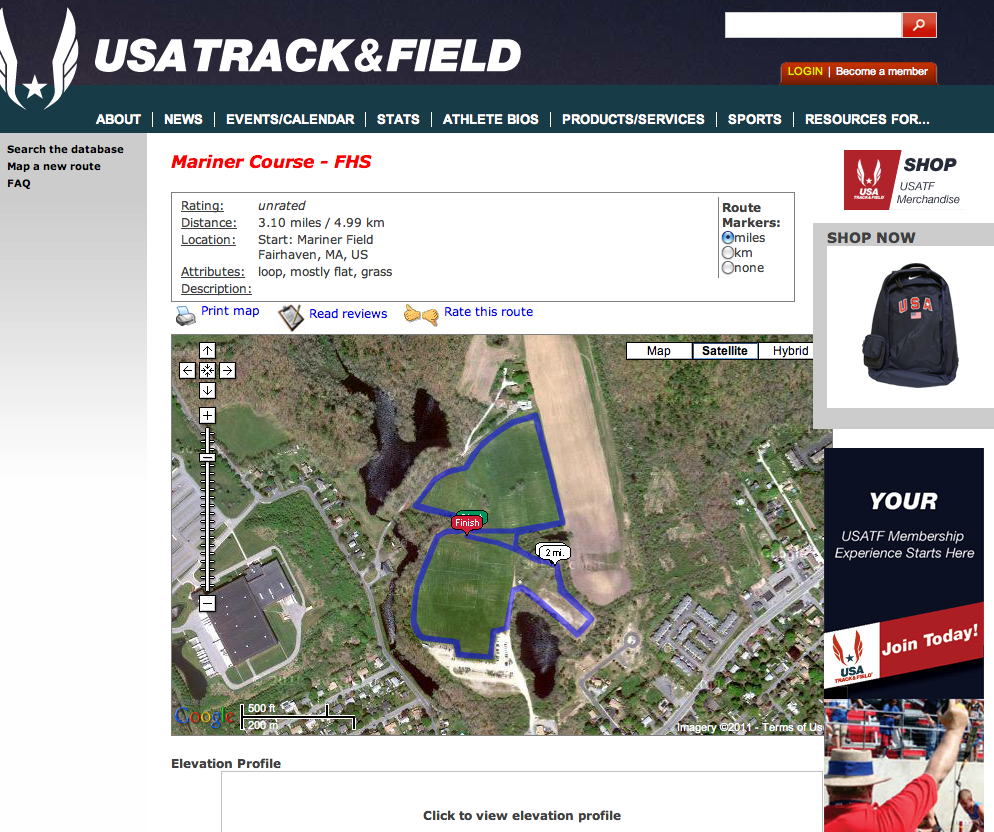 USA TRACK & FIELD
LOGIN | Become a member
ABOUT | NEWS | EVENTS/CALENDAR | STATS | ATHLETE BIOS | PRODUCTS/SERVICES | SPORTS | RESOURCES FOR...
Search the database
Map a new route
FAQ
Mariner Course - FHS
Rating: unrated
Distance: 3.10 miles / 4.99 km
Location: Start: Mariner Field
Fairhaven, MA, US
Attributes: loop, mostly flat, grass
Description:
Route
Markers:
miles
km
none
Print map
Read reviews
Rate this route
Map
Satellite
Hybrid
Finish
2 mi.
Google
500 ft
200 m
Imagery ©2011 - Terms of Us
Elevation Profile
Click to view elevation profile
USA
TRACK & FIELD
SHOP
USATF
Merchandise
SHOP NOW
USA
YOUR
USATF Membership
Experience Starts Here
Join Today!
USA
TRACK & FIELD